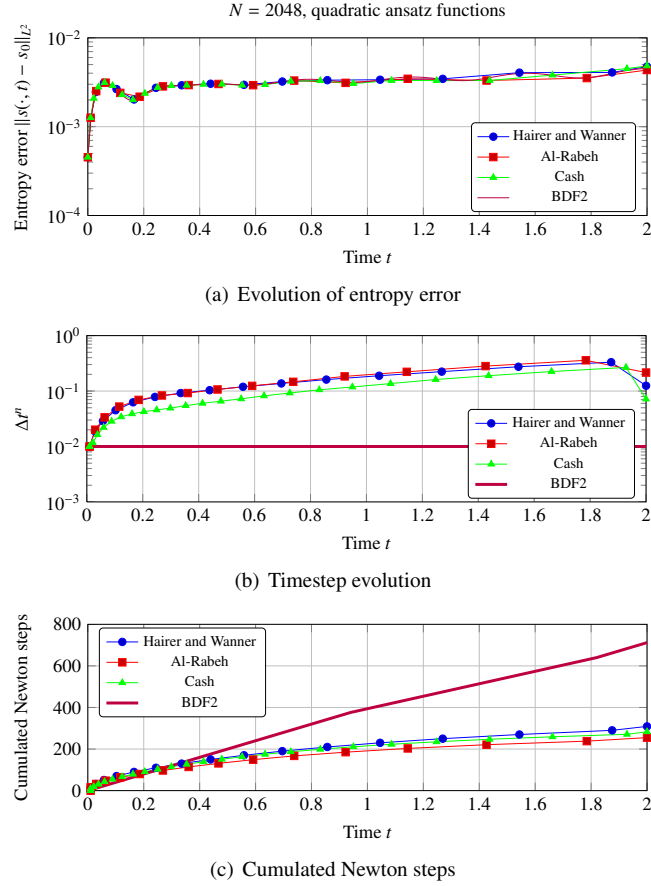 N = 2048, quadratic ansatz functions
10⁻²
10⁻³
10⁻⁴
Entropy error ||s(·, t) − s₀||_{L²}
Hairer and Wanner
Al-Rabeh
Cash
BDF2
0 0.2 0.4 0.6 0.8 1 1.2 1.4 1.6 1.8 2
Time t
(a) Evolution of entropy error
10⁰
10⁻¹
10⁻²
10⁻³
Δtⁿ
Hairer and Wanner
Al-Rabeh
Cash
BDF2
0 0.2 0.4 0.6 0.8 1 1.2 1.4 1.6 1.8 2
Time t
(b) Timestep evolution
800
600
400
200
0
Cumulated Newton steps
Hairer and Wanner
Al-Rabeh
Cash
BDF2
0 0.2 0.4 0.6 0.8 1 1.2 1.4 1.6 1.8 2
Time t
(c) Cumulated Newton steps